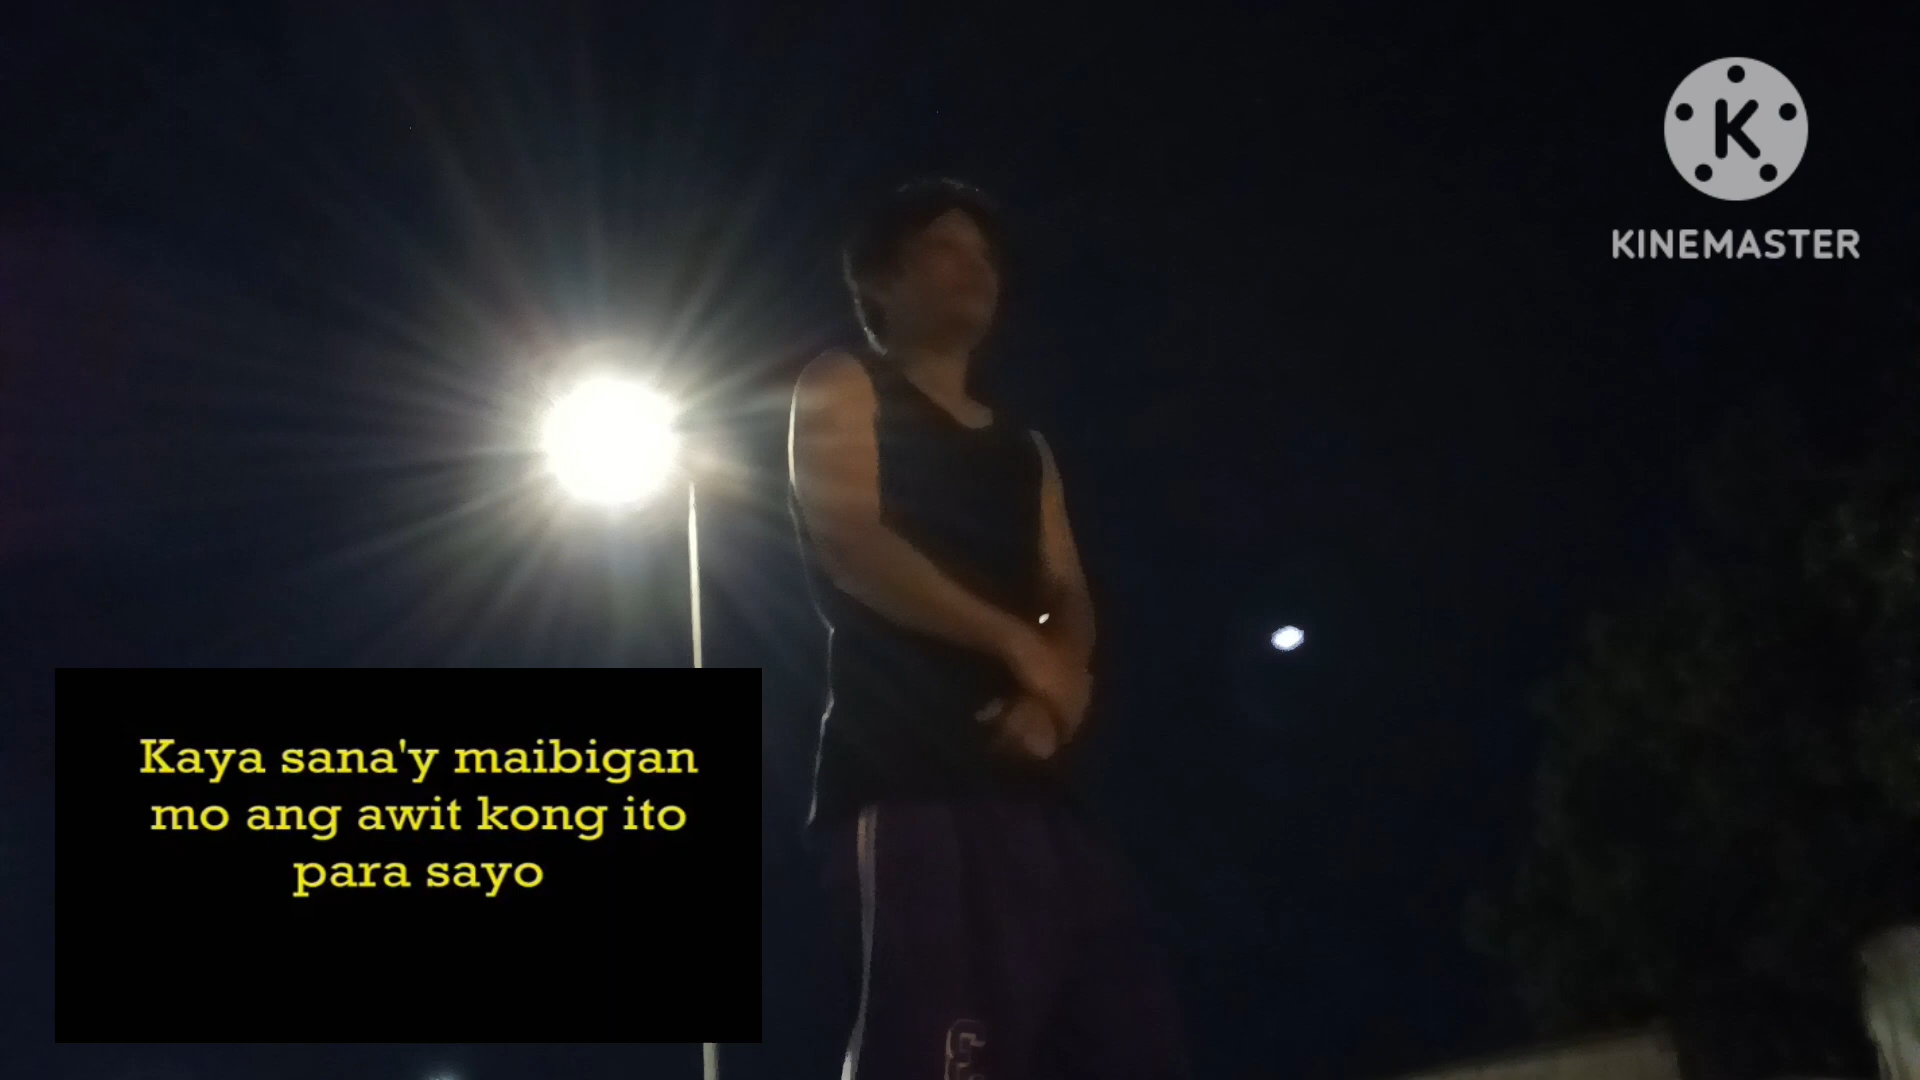 K
KINEMASTER
Kaya sana'y maibigan
mo ang awit kong ito
para sayo